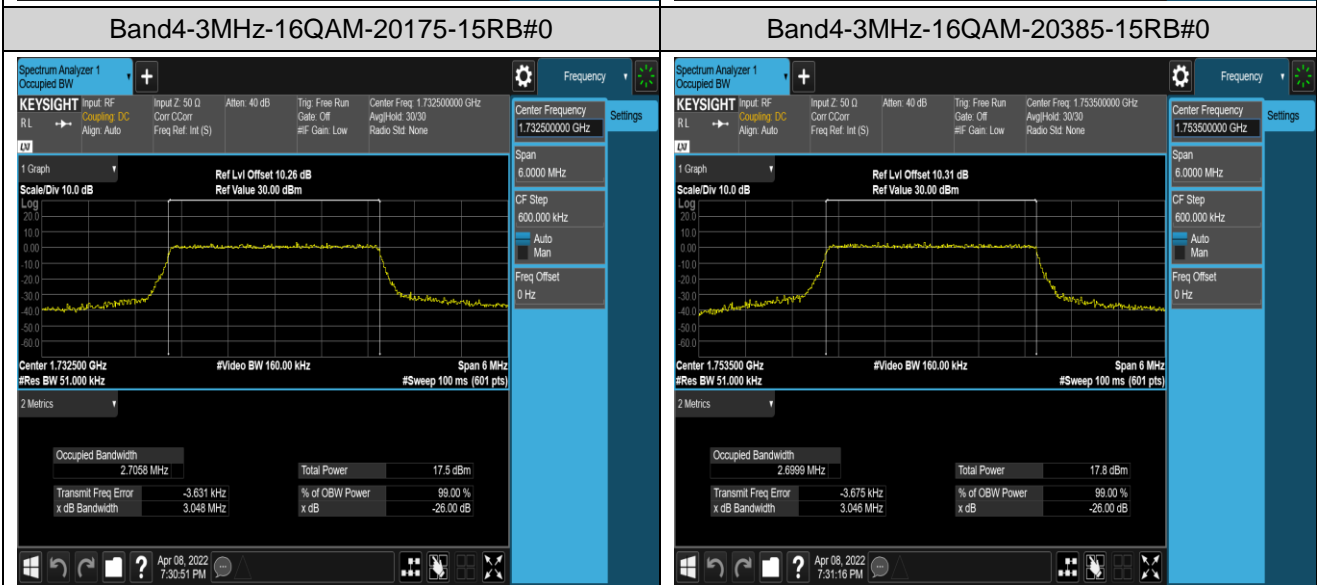 Band4-3MHz-16QAM-20175-15RB#0
Spectrum Analyzer 1
Occupied BW
+
Frequency
KEYSIGHT
R L
LXI
Input: RF
Coupling: DC
Align: Auto
Input Z: 50 Ω
Corr CCorr
Freq Ref: Int (S)
Atten: 40 dB
Trig: Free Run
Gate: Off
#IF Gain: Low
Center Freq: 1.732500000 GHz
Avg|Hold: 30/30
Radio Std: None
Center Frequency
1.732500000 GHz
Settings
Span
6.0000 MHz
CF Step
600.000 kHz
Auto
Man
Freq Offset
0 Hz
1 Graph
Scale/Div 10.0 dB
Ref Lvl Offset 10.26 dB
Ref Value 30.00 dBm
Log
20.0
10.0
0.00
-10.0
-20.0
-30.0
-40.0
-50.0
-60.0
Center 1.732500 GHz
#Res BW 51.000 kHz
#Video BW 160.00 kHz
Span 6 MHz
#Sweep 100 ms (601 pts)
2 Metrics
Occupied Bandwidth
2.7058 MHz
Total Power 17.5 dBm
Transmit Freq Error -3.631 kHz
% of OBW Power 99.00 %
x dB Bandwidth 3.048 MHz
x dB -26.00 dB
?
Apr 08, 2022
7:30:51 PM
Band4-3MHz-16QAM-20385-15RB#0
Spectrum Analyzer 1
Occupied BW
+
Frequency
KEYSIGHT
R L
LXI
Input: RF
Coupling: DC
Align: Auto
Input Z: 50 Ω
Corr CCorr
Freq Ref: Int (S)
Atten: 40 dB
Trig: Free Run
Gate: Off
#IF Gain: Low
Center Freq: 1.753500000 GHz
Avg|Hold: 30/30
Radio Std: None
Center Frequency
1.753500000 GHz
Settings
Span
6.0000 MHz
CF Step
600.000 kHz
Auto
Man
Freq Offset
0 Hz
1 Graph
Scale/Div 10.0 dB
Ref Lvl Offset 10.31 dB
Ref Value 30.00 dBm
Log
20.0
10.0
0.00
-10.0
-20.0
-30.0
-40.0
-50.0
-60.0
Center 1.753500 GHz
#Res BW 51.000 kHz
#Video BW 160.00 kHz
Span 6 MHz
#Sweep 100 ms (601 pts)
2 Metrics
Occupied Bandwidth
2.6999 MHz
Total Power 17.8 dBm
Transmit Freq Error -3.675 kHz
% of OBW Power 99.00 %
x dB Bandwidth 3.046 MHz
x dB -26.00 dB
?
Apr 08, 2022
7:31:16 PM